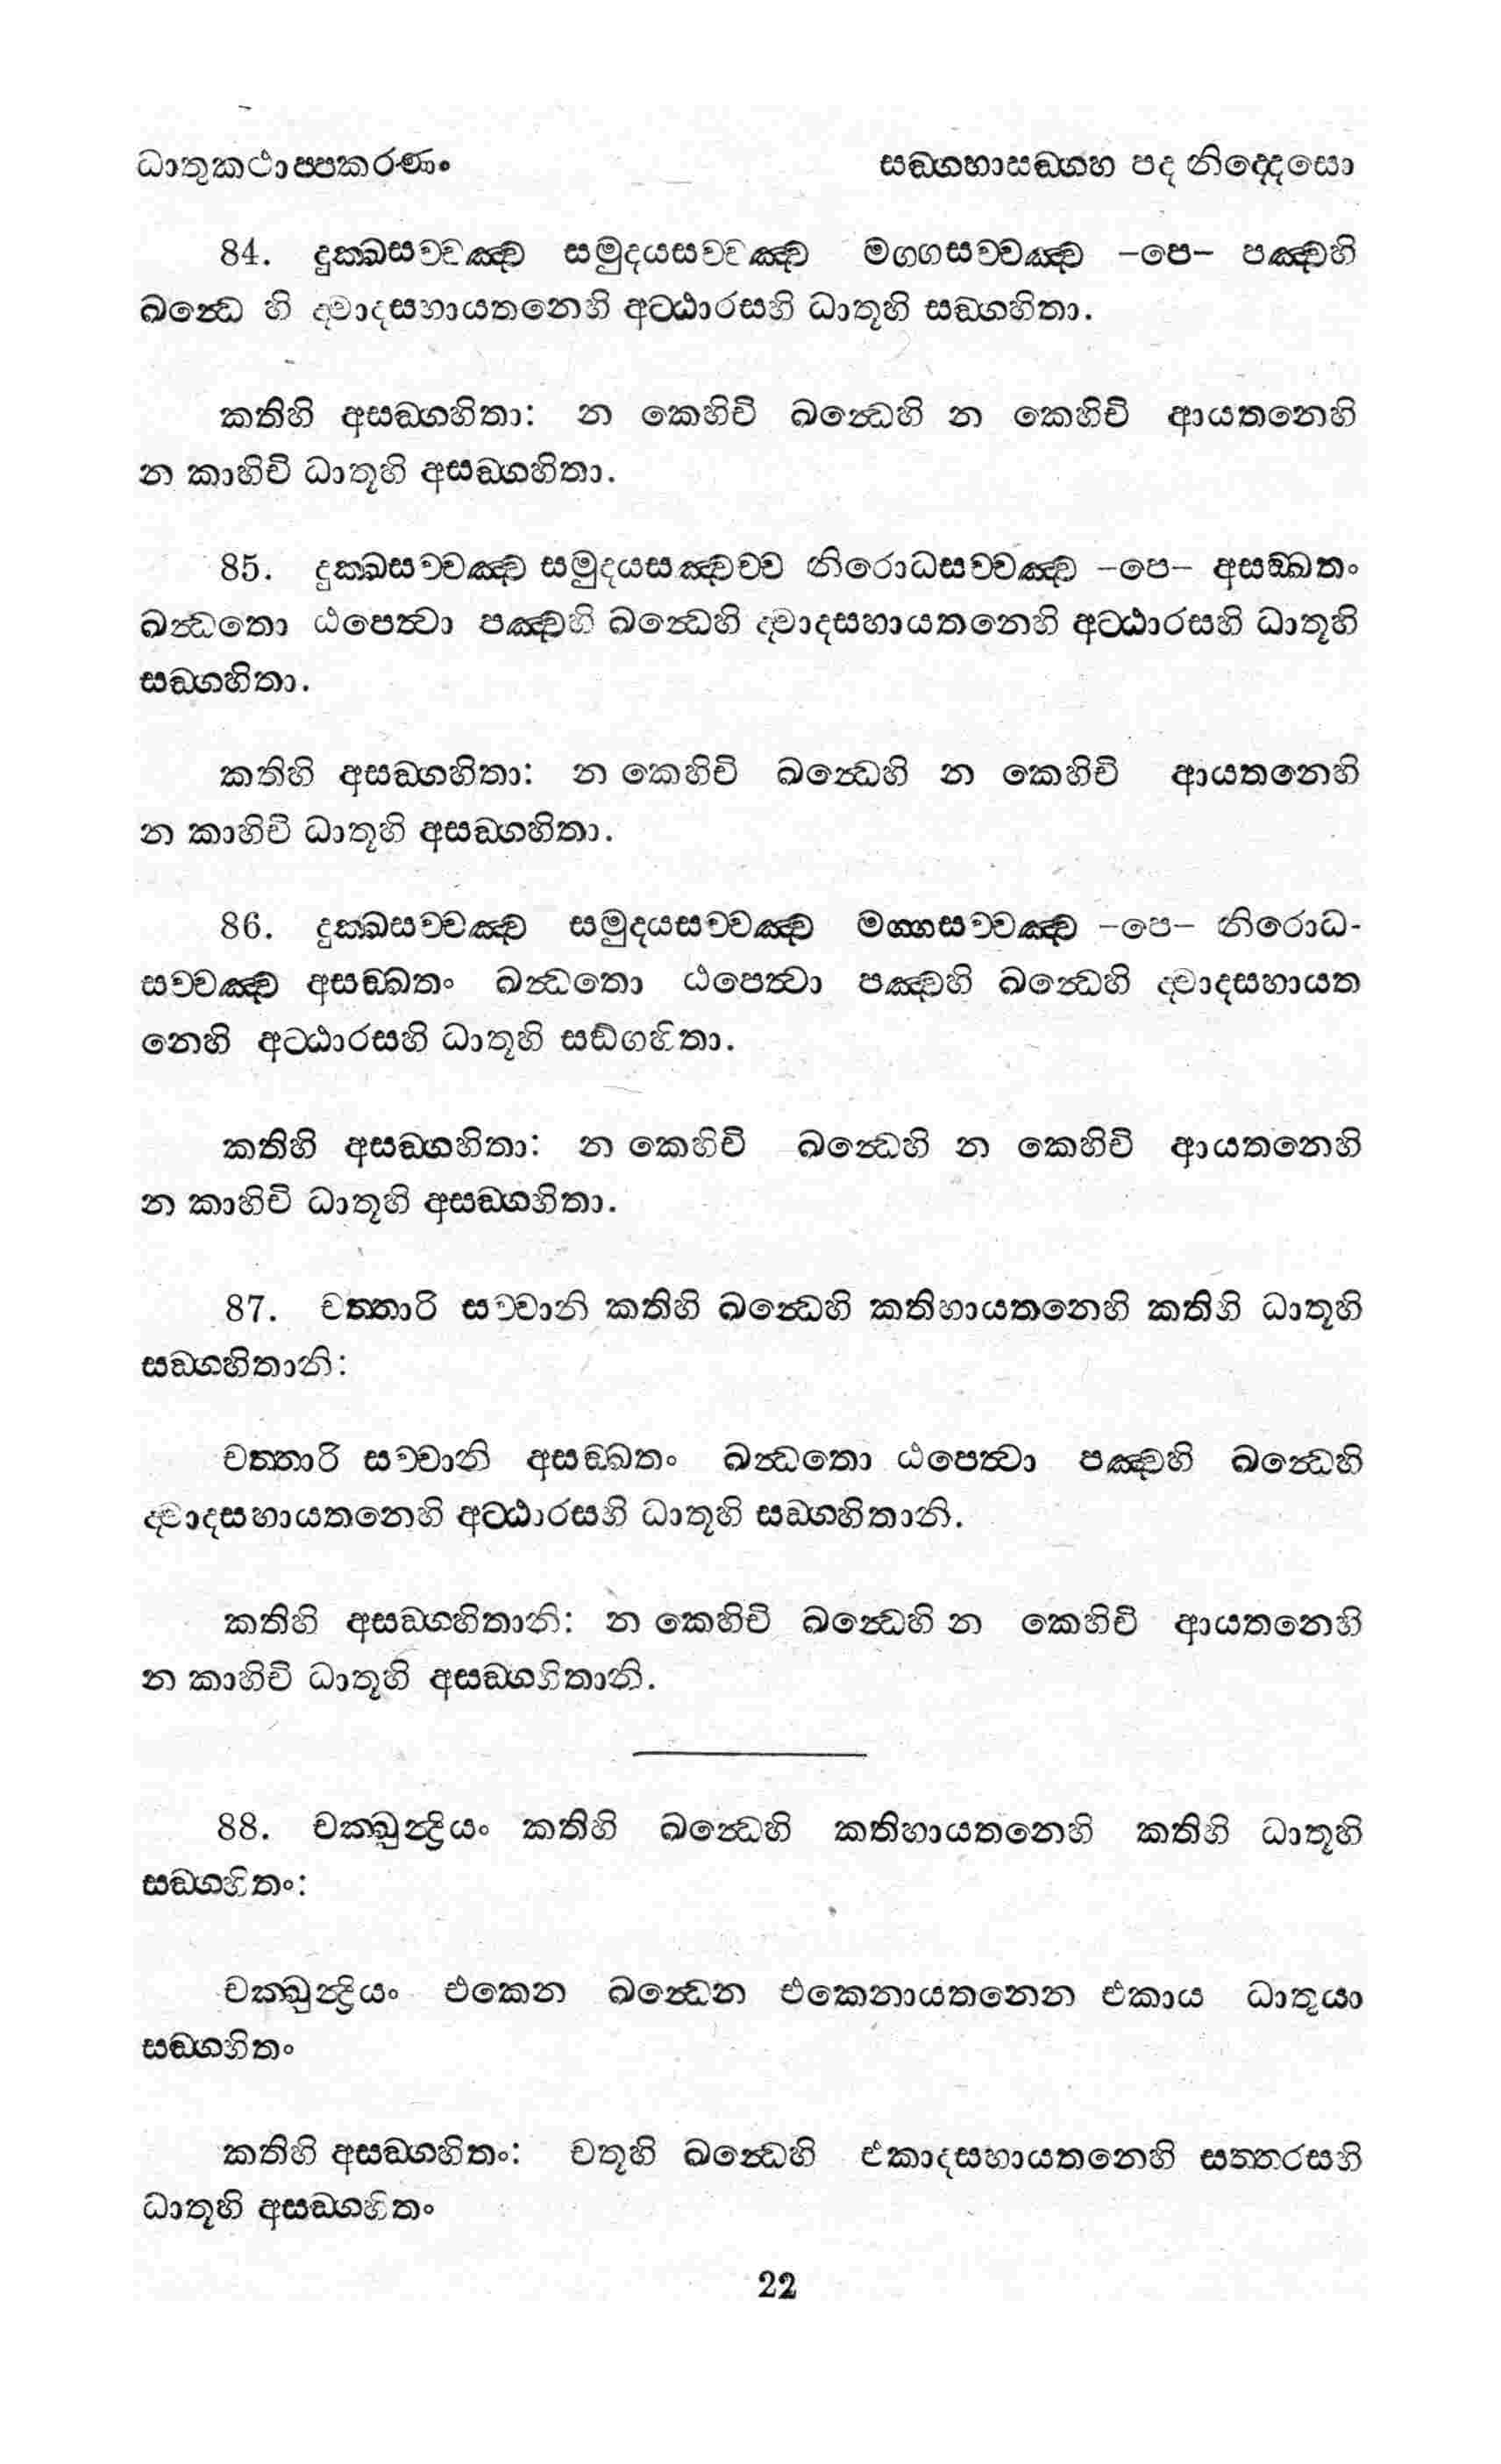 ධාතුකථාප්පකරණං සඞ්ගහාසඞ්ගහ පද නිද්දෙසො
84. දුක්ඛසච්චඤ්ච සමුදයසච්චඤ්ච මග්ගසච්චඤ්ච –පෙ– පඤ්චහි
ඛන්ධෙ හි ද්වාදසහායතනෙහි අට්ඨාරසහි ධාතූහි සඞ්ගහිතා.
කතිහි අසඞ්ගහිතා: න කෙහිචි ඛන්ධෙහි න කෙහිචි ආයතනෙහි
න කාහිචි ධාතූහි අසඞ්ගහිතා.
85. දුක්ඛසච්චඤ්ච සමුදයසඤ්චච්ච නිරොධසච්චඤ්ච –පෙ– අසඞ්ඛතං
ඛන්ධතො ඨපෙත්වා පඤ්චහි ඛන්ධෙහි ද්වාදසහායතනෙහි අට්ඨාරසහි ධාතූහි
සඞ්ගහිතා.
කතිහි අසඞ්ගහිතා: න කෙහිචි ඛන්ධෙහි න කෙහිචි ආයතනෙහි
න කාහිචි ධාතූහි අසඞ්ගහිතා.
86. දුක්ඛසච්චඤ්ච සමුදයසච්චඤ්ච මග්ගසච්චඤ්ච –පෙ– නිරොධ-
සච්චඤ්ච අසඞ්ඛතං ඛන්ධතො ඨපෙත්වා පඤ්චහි ඛන්ධෙහි ද්වාදසහායත
නෙහි අට්ඨාරසහි ධාතූහි සඞ්ගහිතා.
කතිහි අසඞ්ගහිතා: න කෙහිචි ඛන්ධෙහි න කෙහිචි ආයතනෙහි
න කාහිචි ධාතූහි අසඞ්ගහිතා.
87. චත්තාරි සච්චානි කතිහි ඛන්ධෙහි කතිහායතනෙහි කතිහි ධාතූහි
සඞ්ගහිතානි:
චත්තාරි සච්චානි අසඞ්ඛතං ඛන්ධතො ඨපෙත්වා පඤ්චහි ඛන්ධෙහි
ද්වාදසහායතනෙහි අට්ඨාරසහි ධාතූහි සඞ්ගහිතානි.
කතිහි අසඞ්ගහිතානි: න කෙහිචි ඛන්ධෙහි න කෙහිචි ආයතනෙහි
න කාහිචි ධාතූහි අසඞ්ගහිතානි.
88. චක්ඛුන්ද්‍රියං කතිහි ඛන්ධෙහි කතිහායතනෙහි කතිහි ධාතූහි
සඞ්ගහිතං:
චක්ඛුන්ද්‍රියං එකෙන ඛන්ධෙන එකෙනායතනෙන එකාය ධාතුයා
සඞ්ගහිතං
කතිහි අසඞ්ගහිතං: චතූහි ඛන්ධෙහි ඒකාදසහායතනෙහි සත්තරසහි
ධාතූහි අසඞ්ගහිතං
22